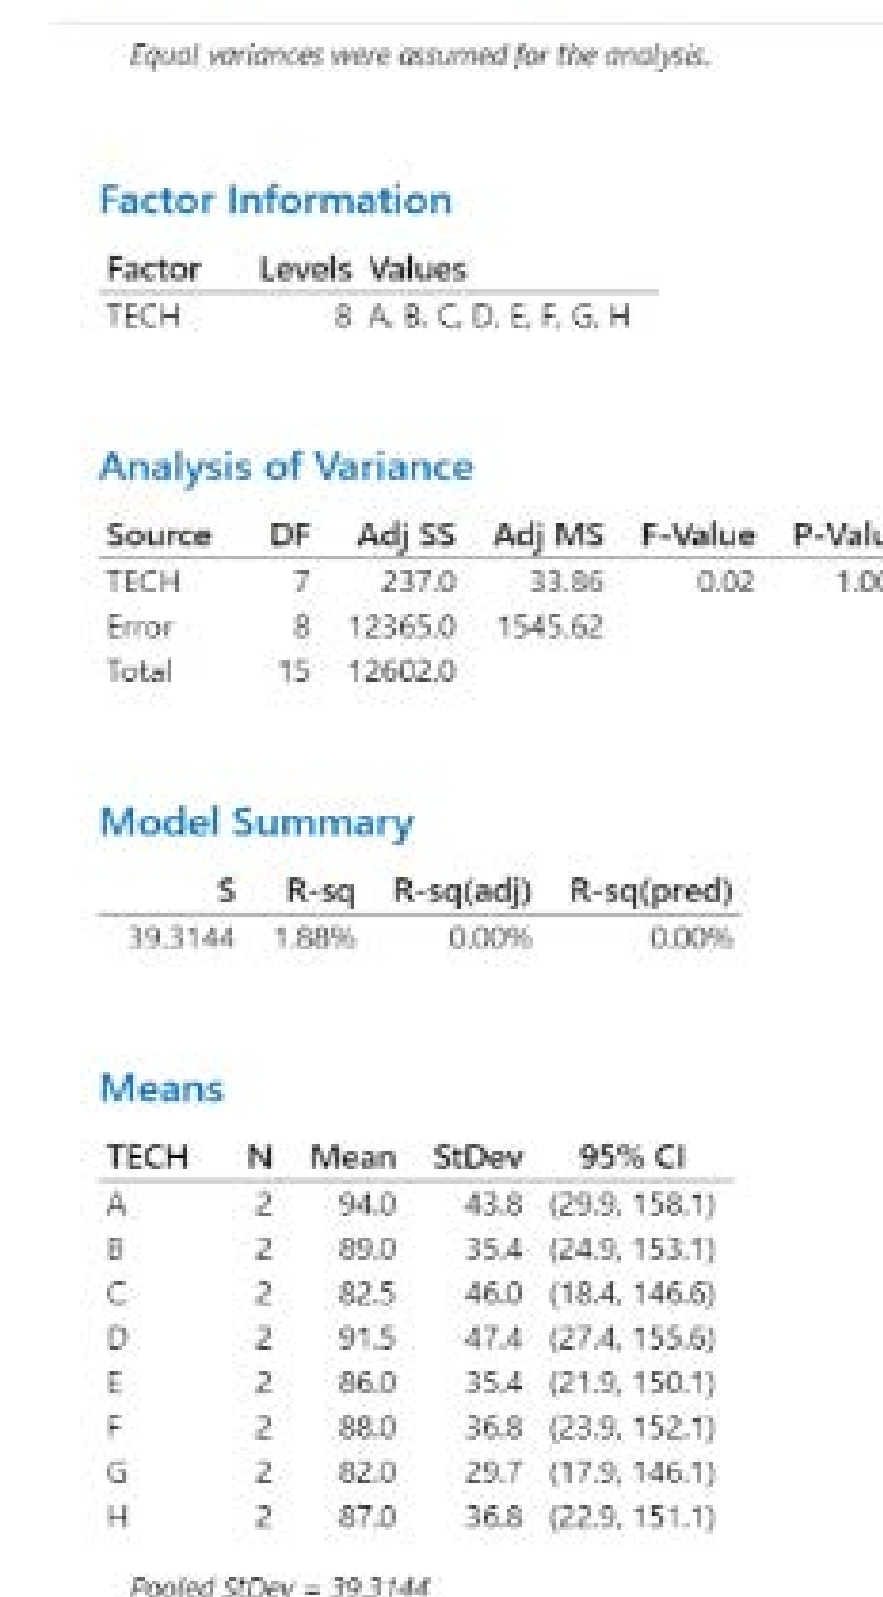 Equal variances were assumed for the analysis.
Factor Information
Factor Levels Values
TECH 8 A, B, C, D, E, F, G, H
Analysis of Variance
Source DF Adj SS Adj MS F-Value P-Valu
TECH 7 237.0 33.86 0.02 1.00
Error 8 12365.0 1545.62
Total 15 12602.0
Model Summary
S R-sq R-sq(adj) R-sq(pred)
39.3144 1.88% 0.00% 0.00%
Means
TECH N Mean StDev 95% CI
A 2 94.0 43.8 (29.9, 158.1)
B 2 89.0 35.4 (24.9, 153.1)
C 2 82.5 46.0 (18.4, 146.6)
D 2 91.5 47.4 (27.4, 155.6)
E 2 86.0 35.4 (21.9, 150.1)
F 2 88.0 36.8 (23.9, 152.1)
G 2 82.0 29.7 (17.9, 146.1)
H 2 87.0 36.8 (22.9, 151.1)
Pooled StDev = 39.3144